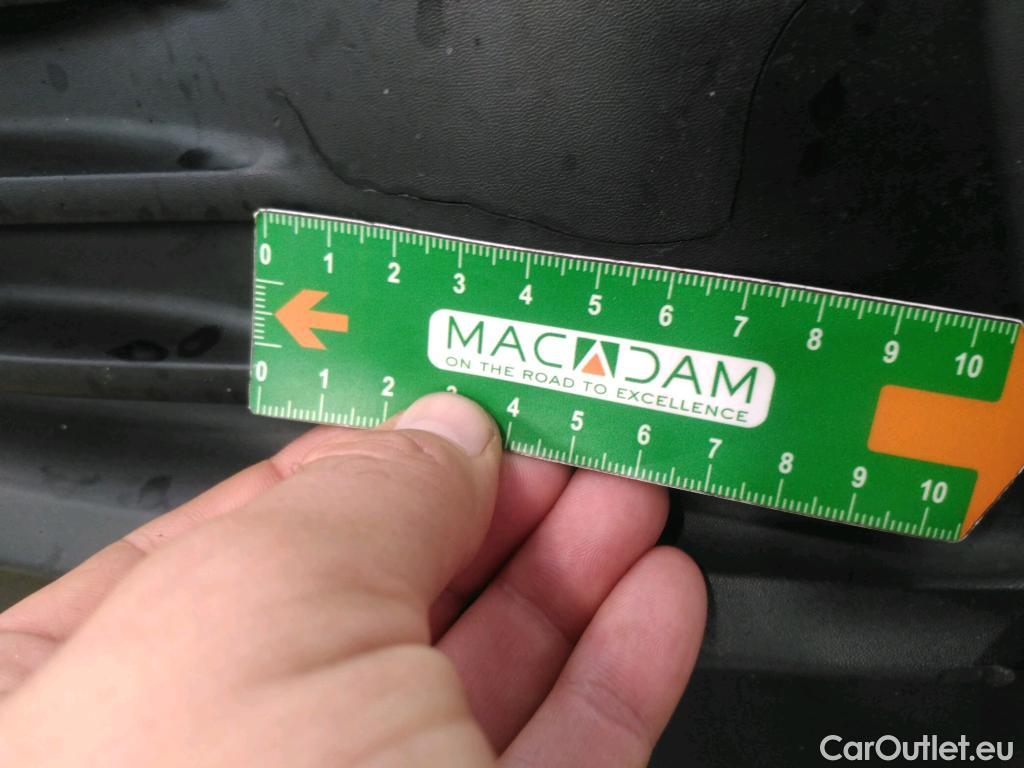 0 1 2 3 4 5 6 7 8 9 10
MACADAM
ON THE ROAD TO EXCELLENCE
0 1 2 4 5 6 7 8 9 10
CarOutlet.eu